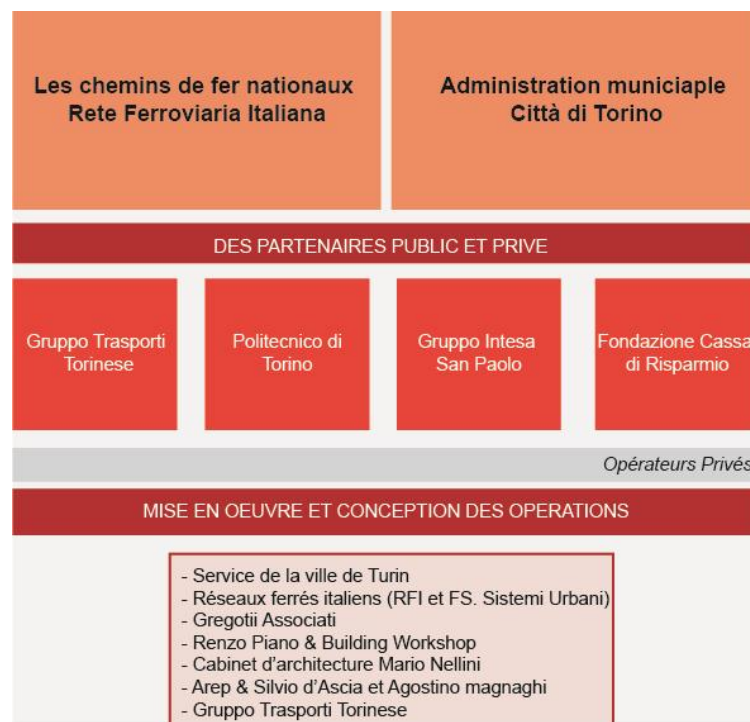 Les chemins de fer nationaux
Rete Ferroviaria Italiana
Administration municiaple
Città di Torino
DES PARTENAIRES PUBLIC ET PRIVE
Gruppo Trasporti
Torinese
Politecnico di
Torino
Gruppo Intesa
San Paolo
Fondazione Cassa
di Risparmio
Opérateurs Privés
MISE EN OEUVRE ET CONCEPTION DES OPERATIONS
- Service de la ville de Turin
- Réseaux ferrés italiens (RFI et FS. Sistemi Urbani)
- Gregotii Associati
- Renzo Piano & Building Workshop
- Cabinet d'architecture Mario Nellini
- Arep & Silvio d'Ascia et Agostino magnaghi
- Gruppo Trasporti Torinese